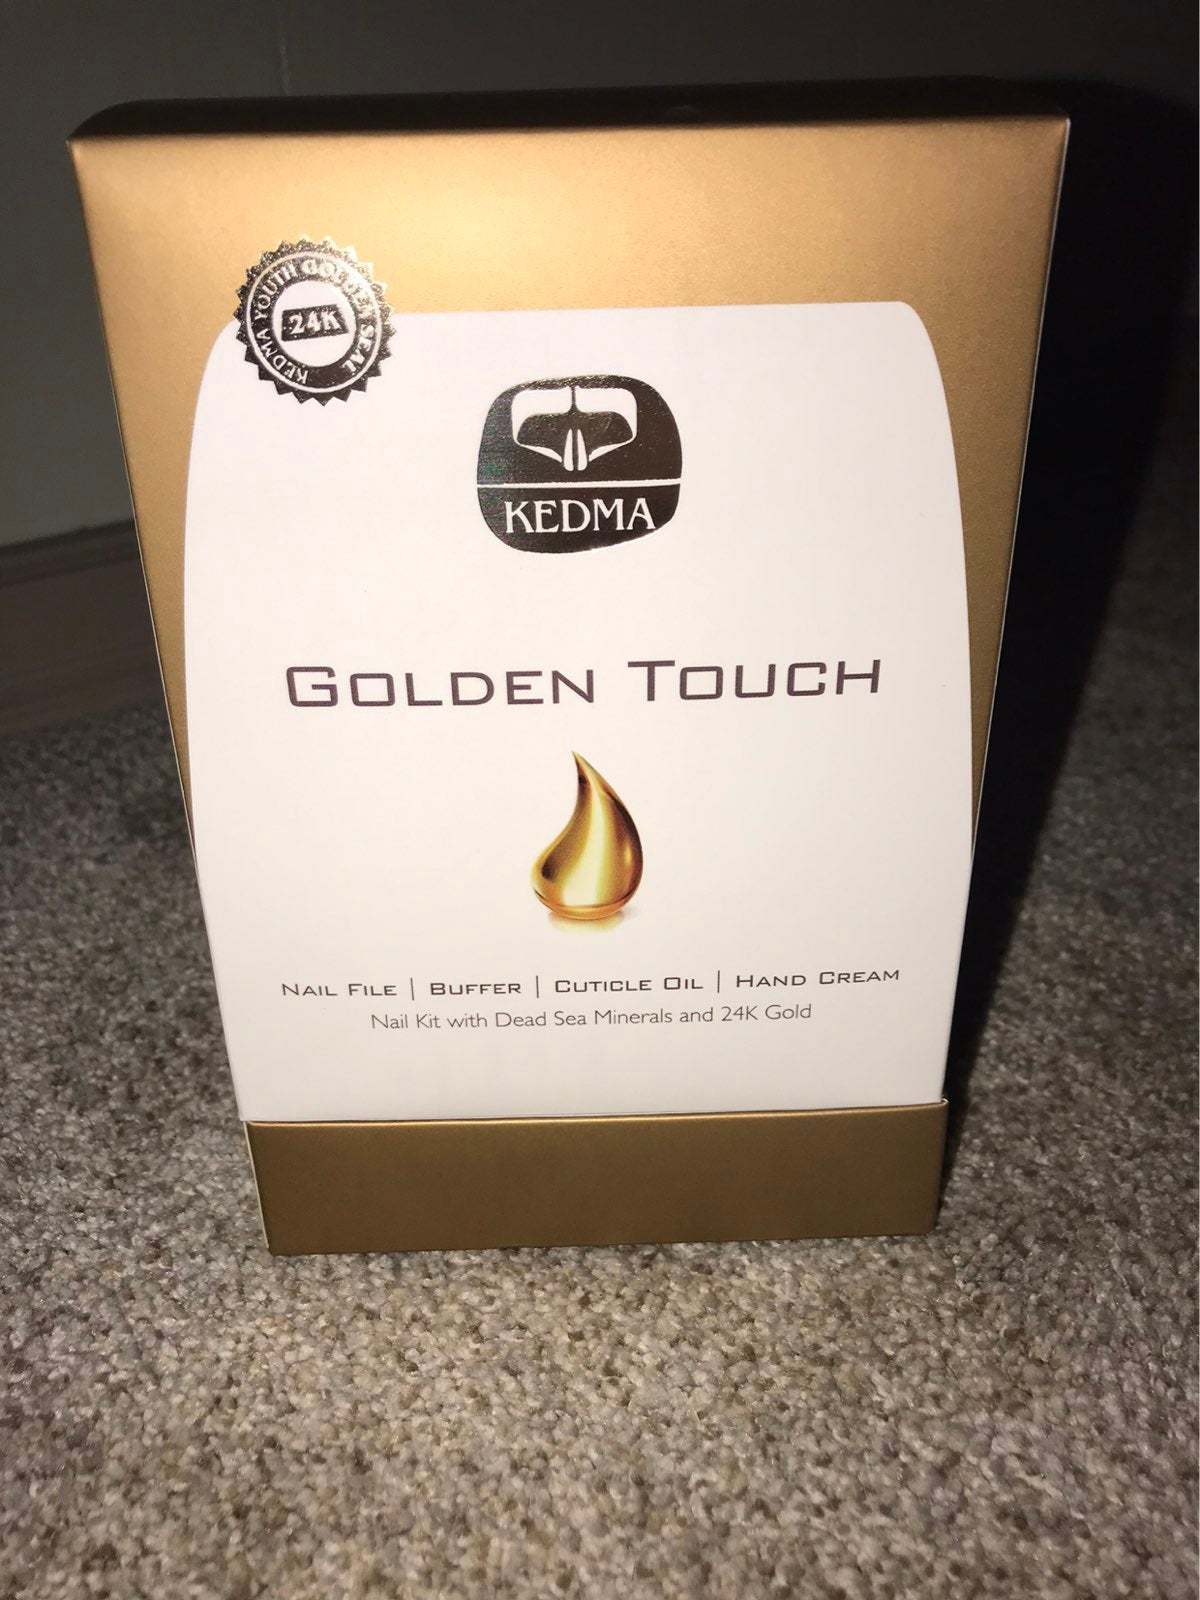 KEDMA YOUTH GOLDEN SEAL
24K
KEDMA
GOLDEN TOUCH
NAIL FILE | BUFFER | CUTICLE OIL | HAND CREAM
Nail Kit with Dead Sea Minerals and 24K Gold